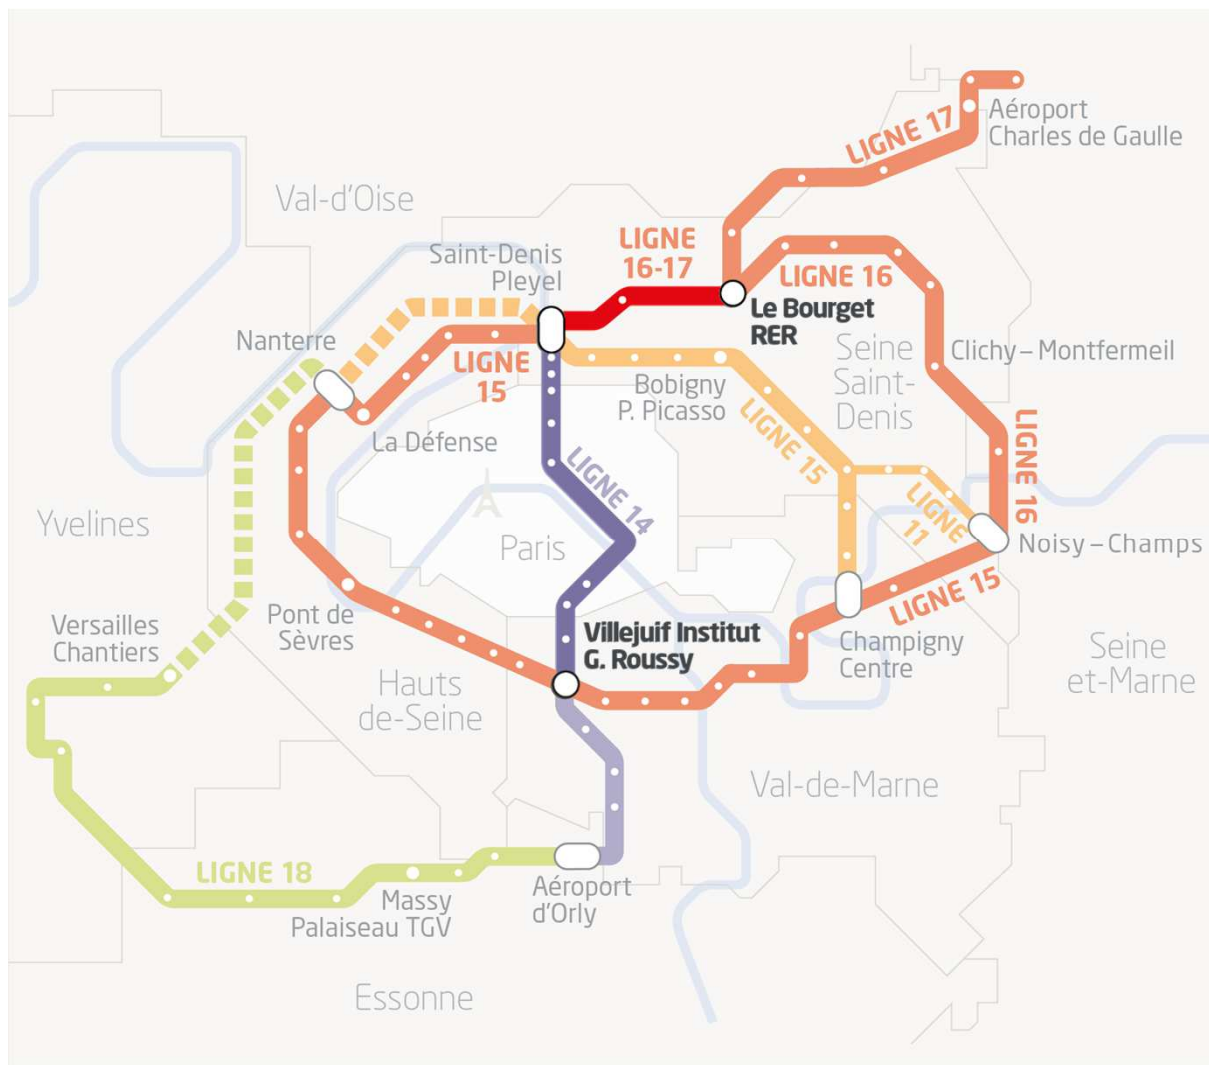 Aéroport
Charles de Gaulle
LIGNE 17
Val-d’Oise
Saint-Denis
Pleyel
LIGNE
16-17
LIGNE 16
Le Bourget
RER
Nanterre
LIGNE
15
Seine
Saint-
Denis
Clichy – Montfermeil
Bobigny
P. Picasso
La Défense
LIGNE 15
LIGNE 16
LIGNE 14
LIGNE
11
Yvelines
Paris
Noisy – Champs
LIGNE 15
Pont de
Sèvres
Versailles
Chantiers
Villejuif Institut
G. Roussy
Champigny
Centre
Seine
et-Marne
Hauts
de-Seine
Val-de-Marne
LIGNE 18
Massy
Palaiseau TGV
Aéroport
d’Orly
Essonne